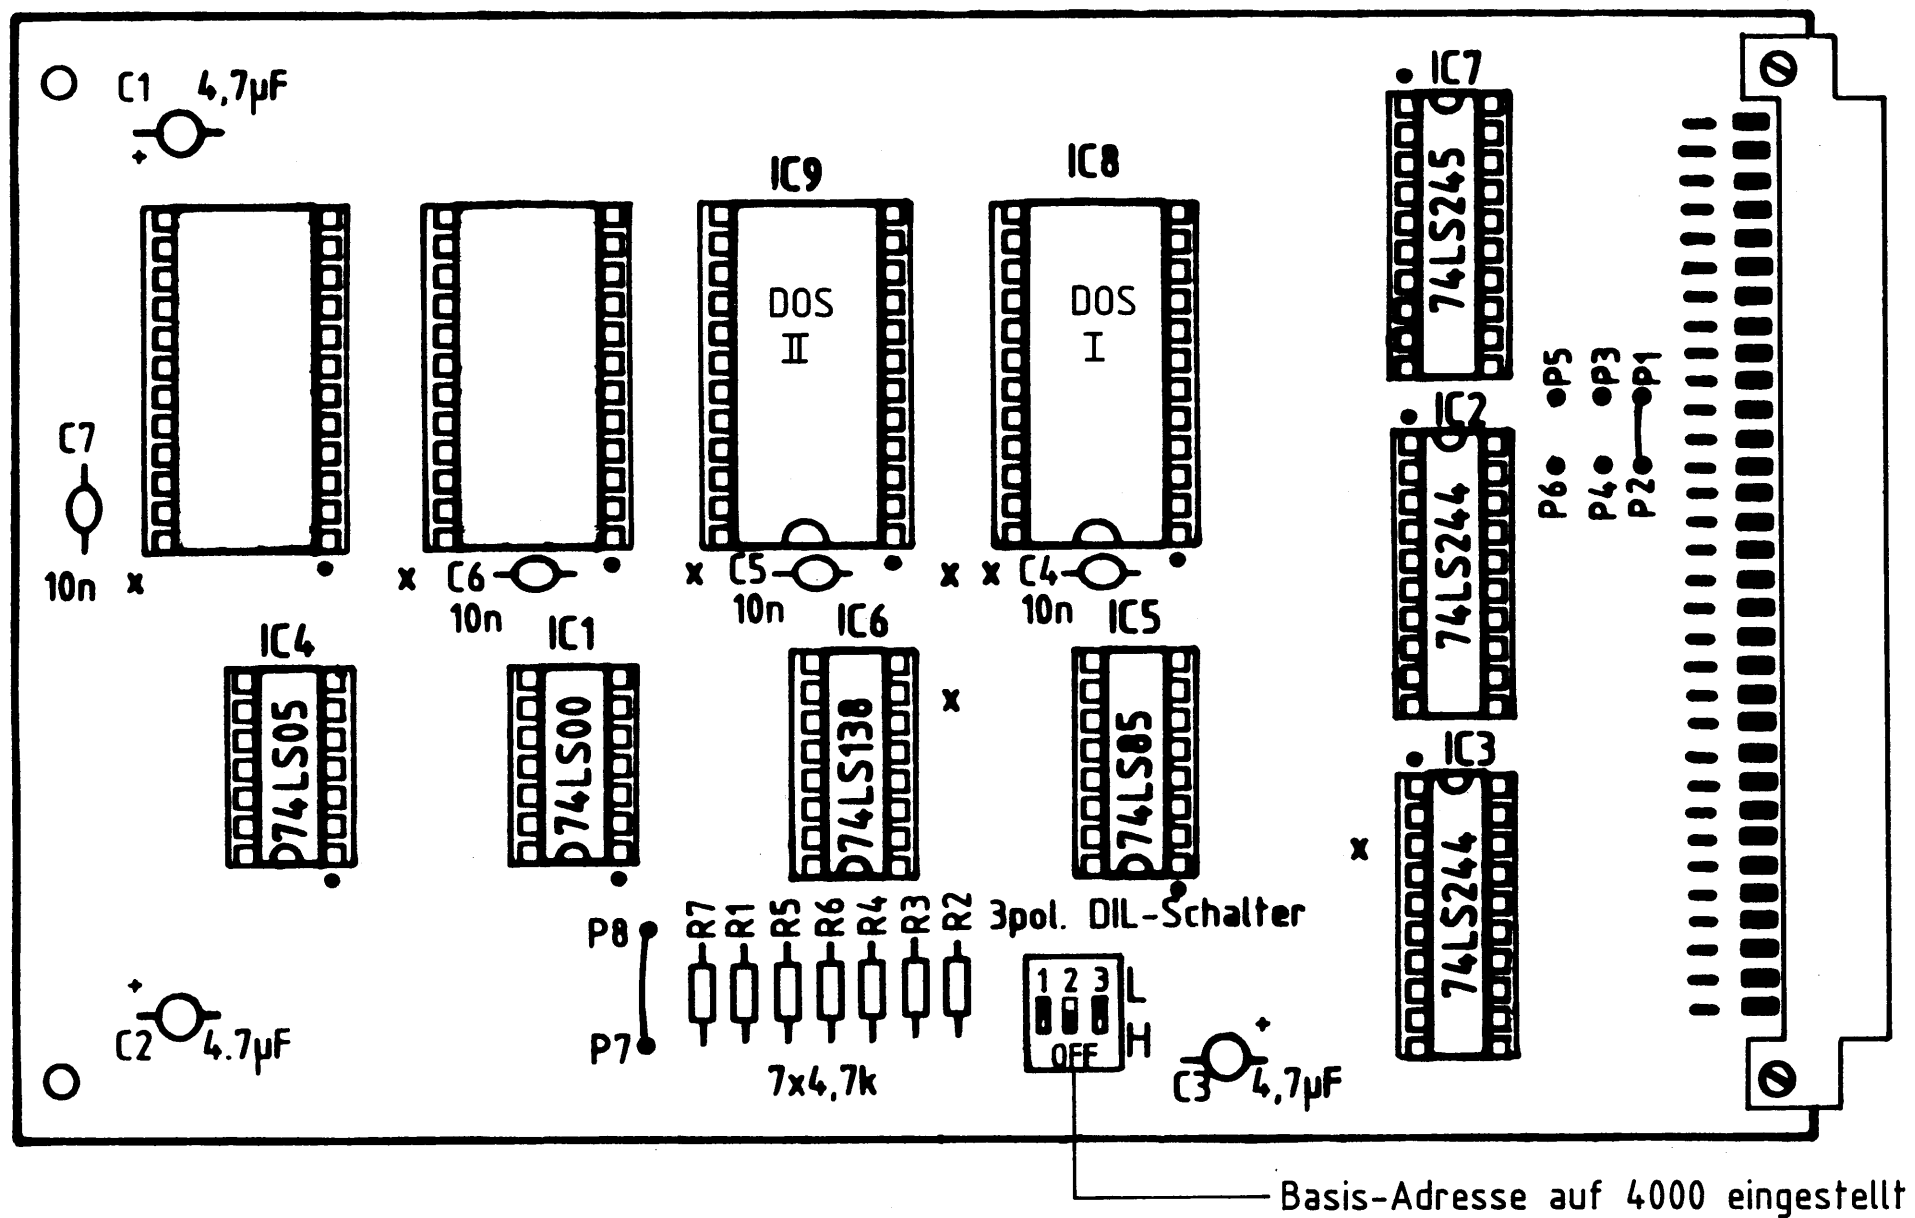 C1 4,7µF
IC7
IC9
IC8
74LS245
DOS
II
DOS
I
P5
P3
P1
IC2
C7
74LS244
P6
P4
P2
10n
x
x
C6
10n
x
C5
10n
x
x
C4
10n
IC4
IC1
IC6
IC5
IC3
74LS05
74LS00
74LS138
x
74LS85
x
74LS244
P8
R7
R1
R5
R6
R4
R3
R2
3pol. DIL-Schalter
1 2 3
L
H
OFF
+
+
+
C2 4.7µF
P7
7x4,7k
C3 4,7µF
Basis-Adresse auf 4000 eingestellt